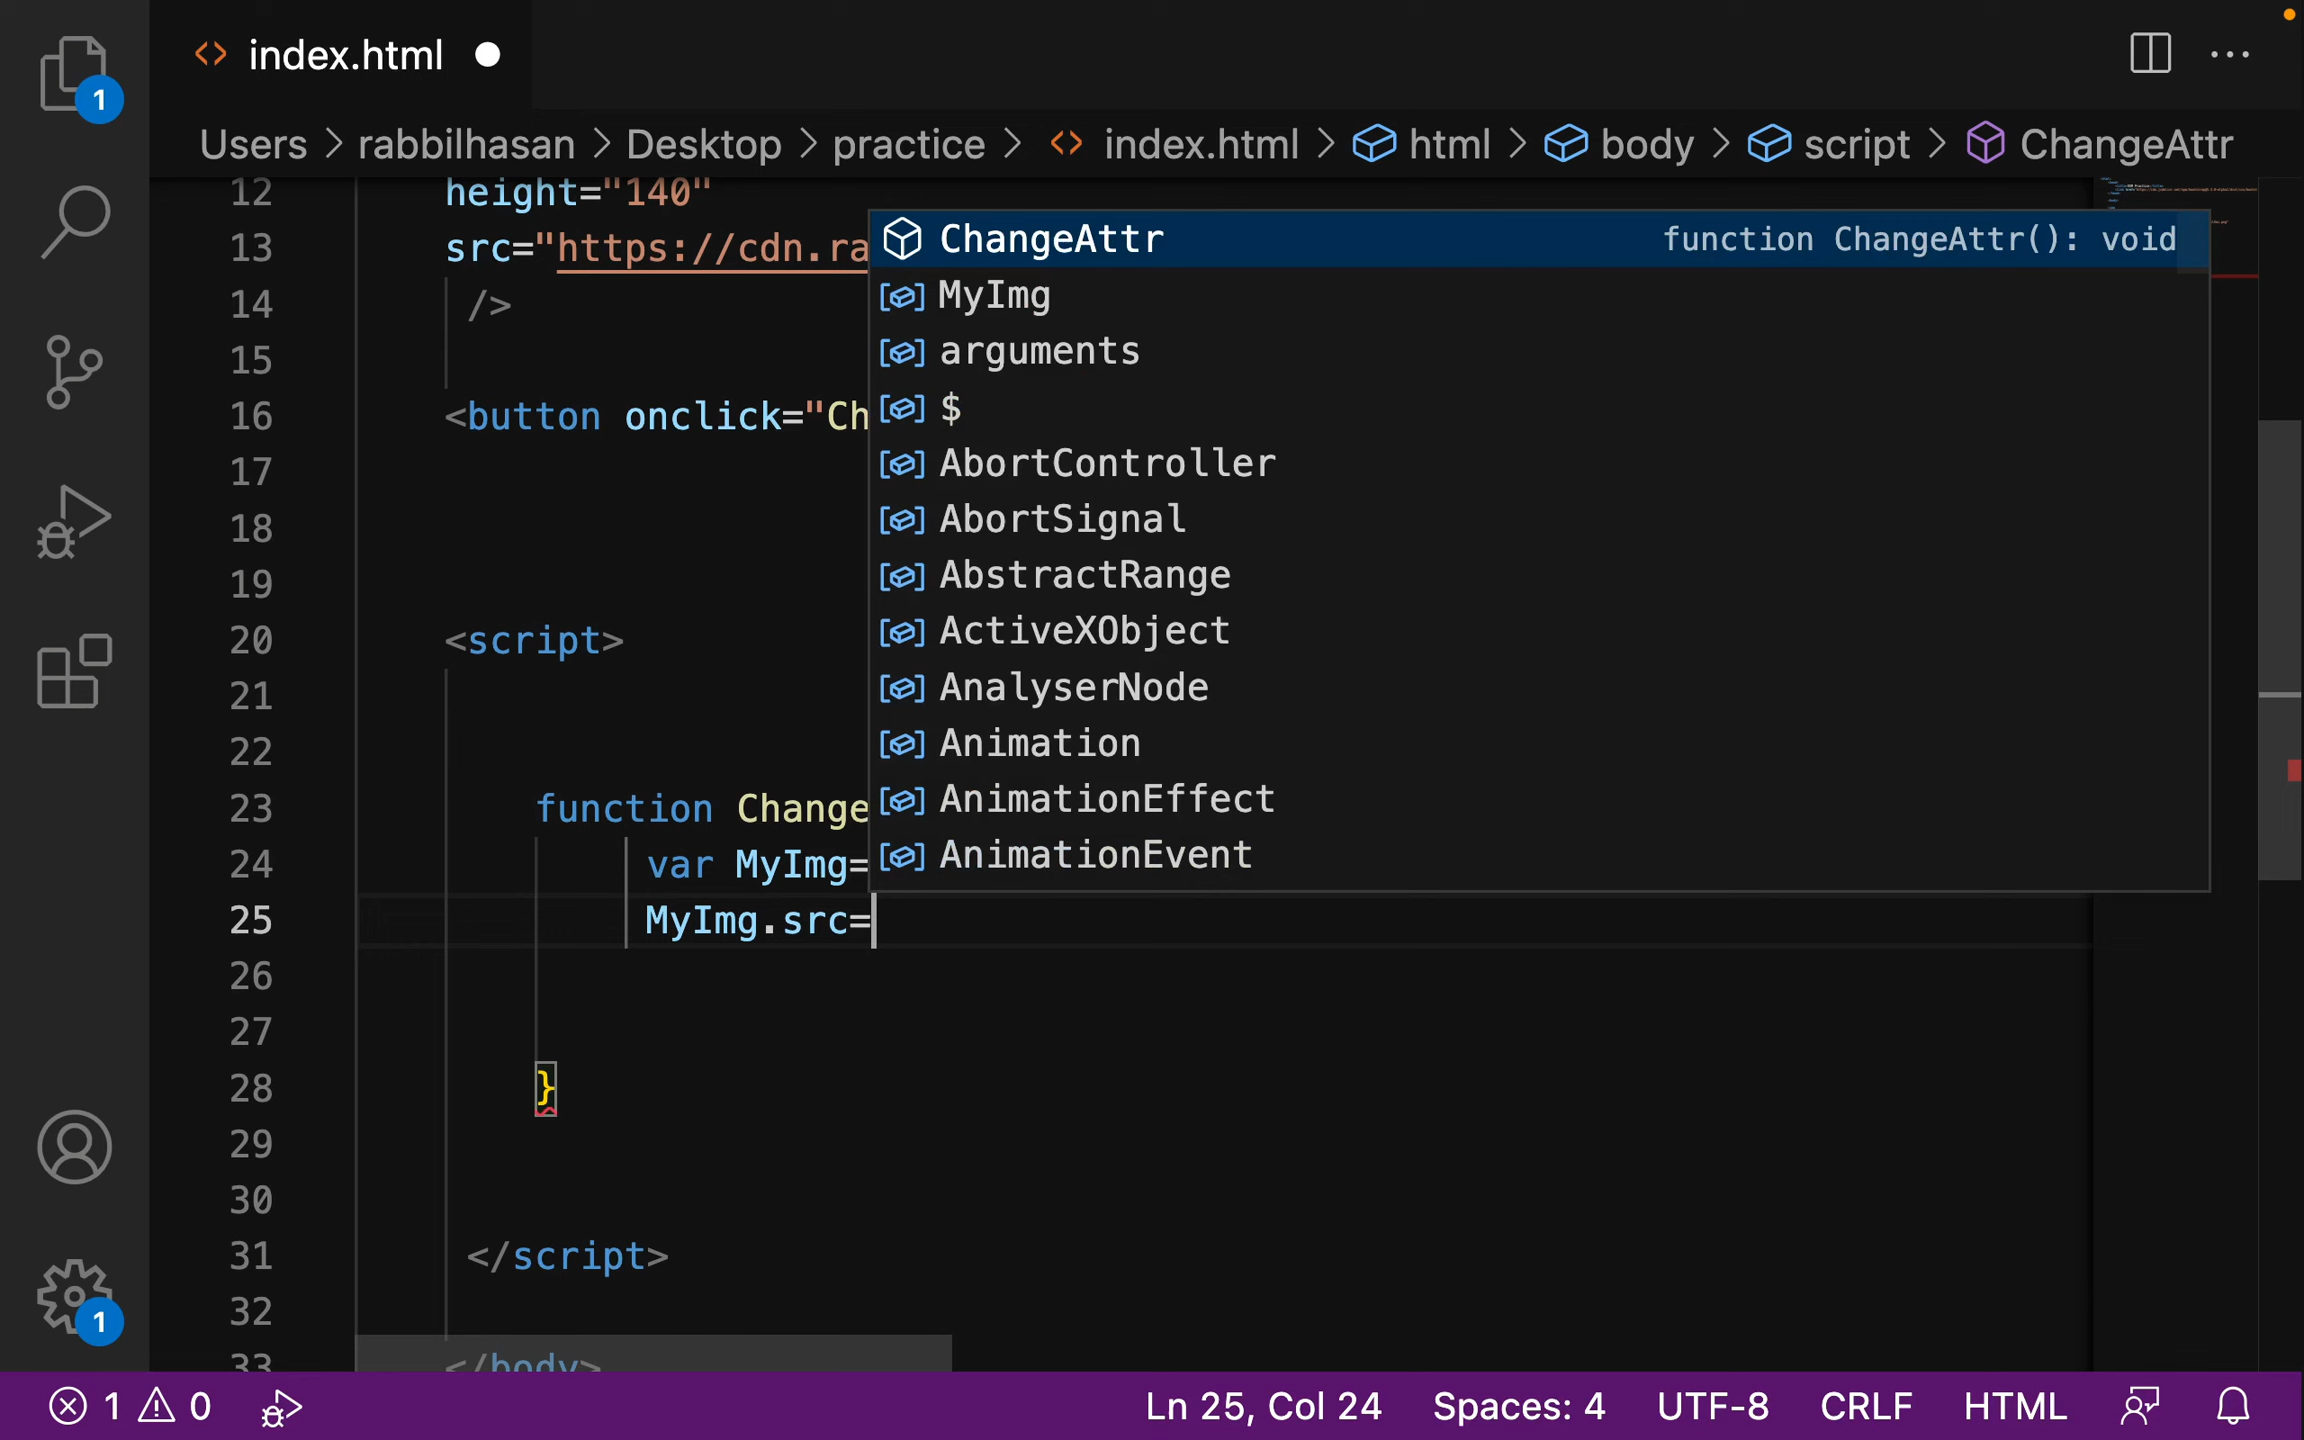 index.html
Users > rabbilhasan > Desktop > practice > index.html > html > body > script > ChangeAttr
1
12 height="140"
13 src="https://cdn.ra
14 />
15
16 <button onclick="Ch
17
18
19
20 <script>
21
22
23 function Change
24 var MyImg=
25 MyImg.src=
26
27
28 }
29
30
31 </script>
32
33 </body>
ChangeAttr function ChangeAttr(): void
MyImg
arguments
$
AbortController
AbortSignal
AbstractRange
ActiveXObject
AnalyserNode
Animation
AnimationEffect
AnimationEvent
1
1 0 Ln 25, Col 24 Spaces: 4 UTF-8 CRLF HTML